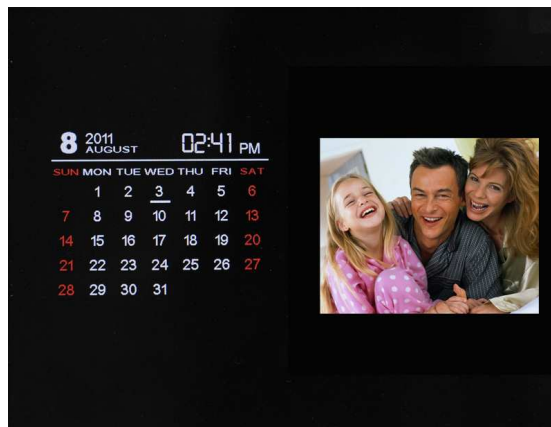 8 2011 AUGUST 02:41 PM
SUN MON TUE WED THU FRI SAT
1 2 3 4 5 6
7 8 9 10 11 12 13
14 15 16 17 18 19 20
21 22 23 24 25 26 27
28 29 30 31